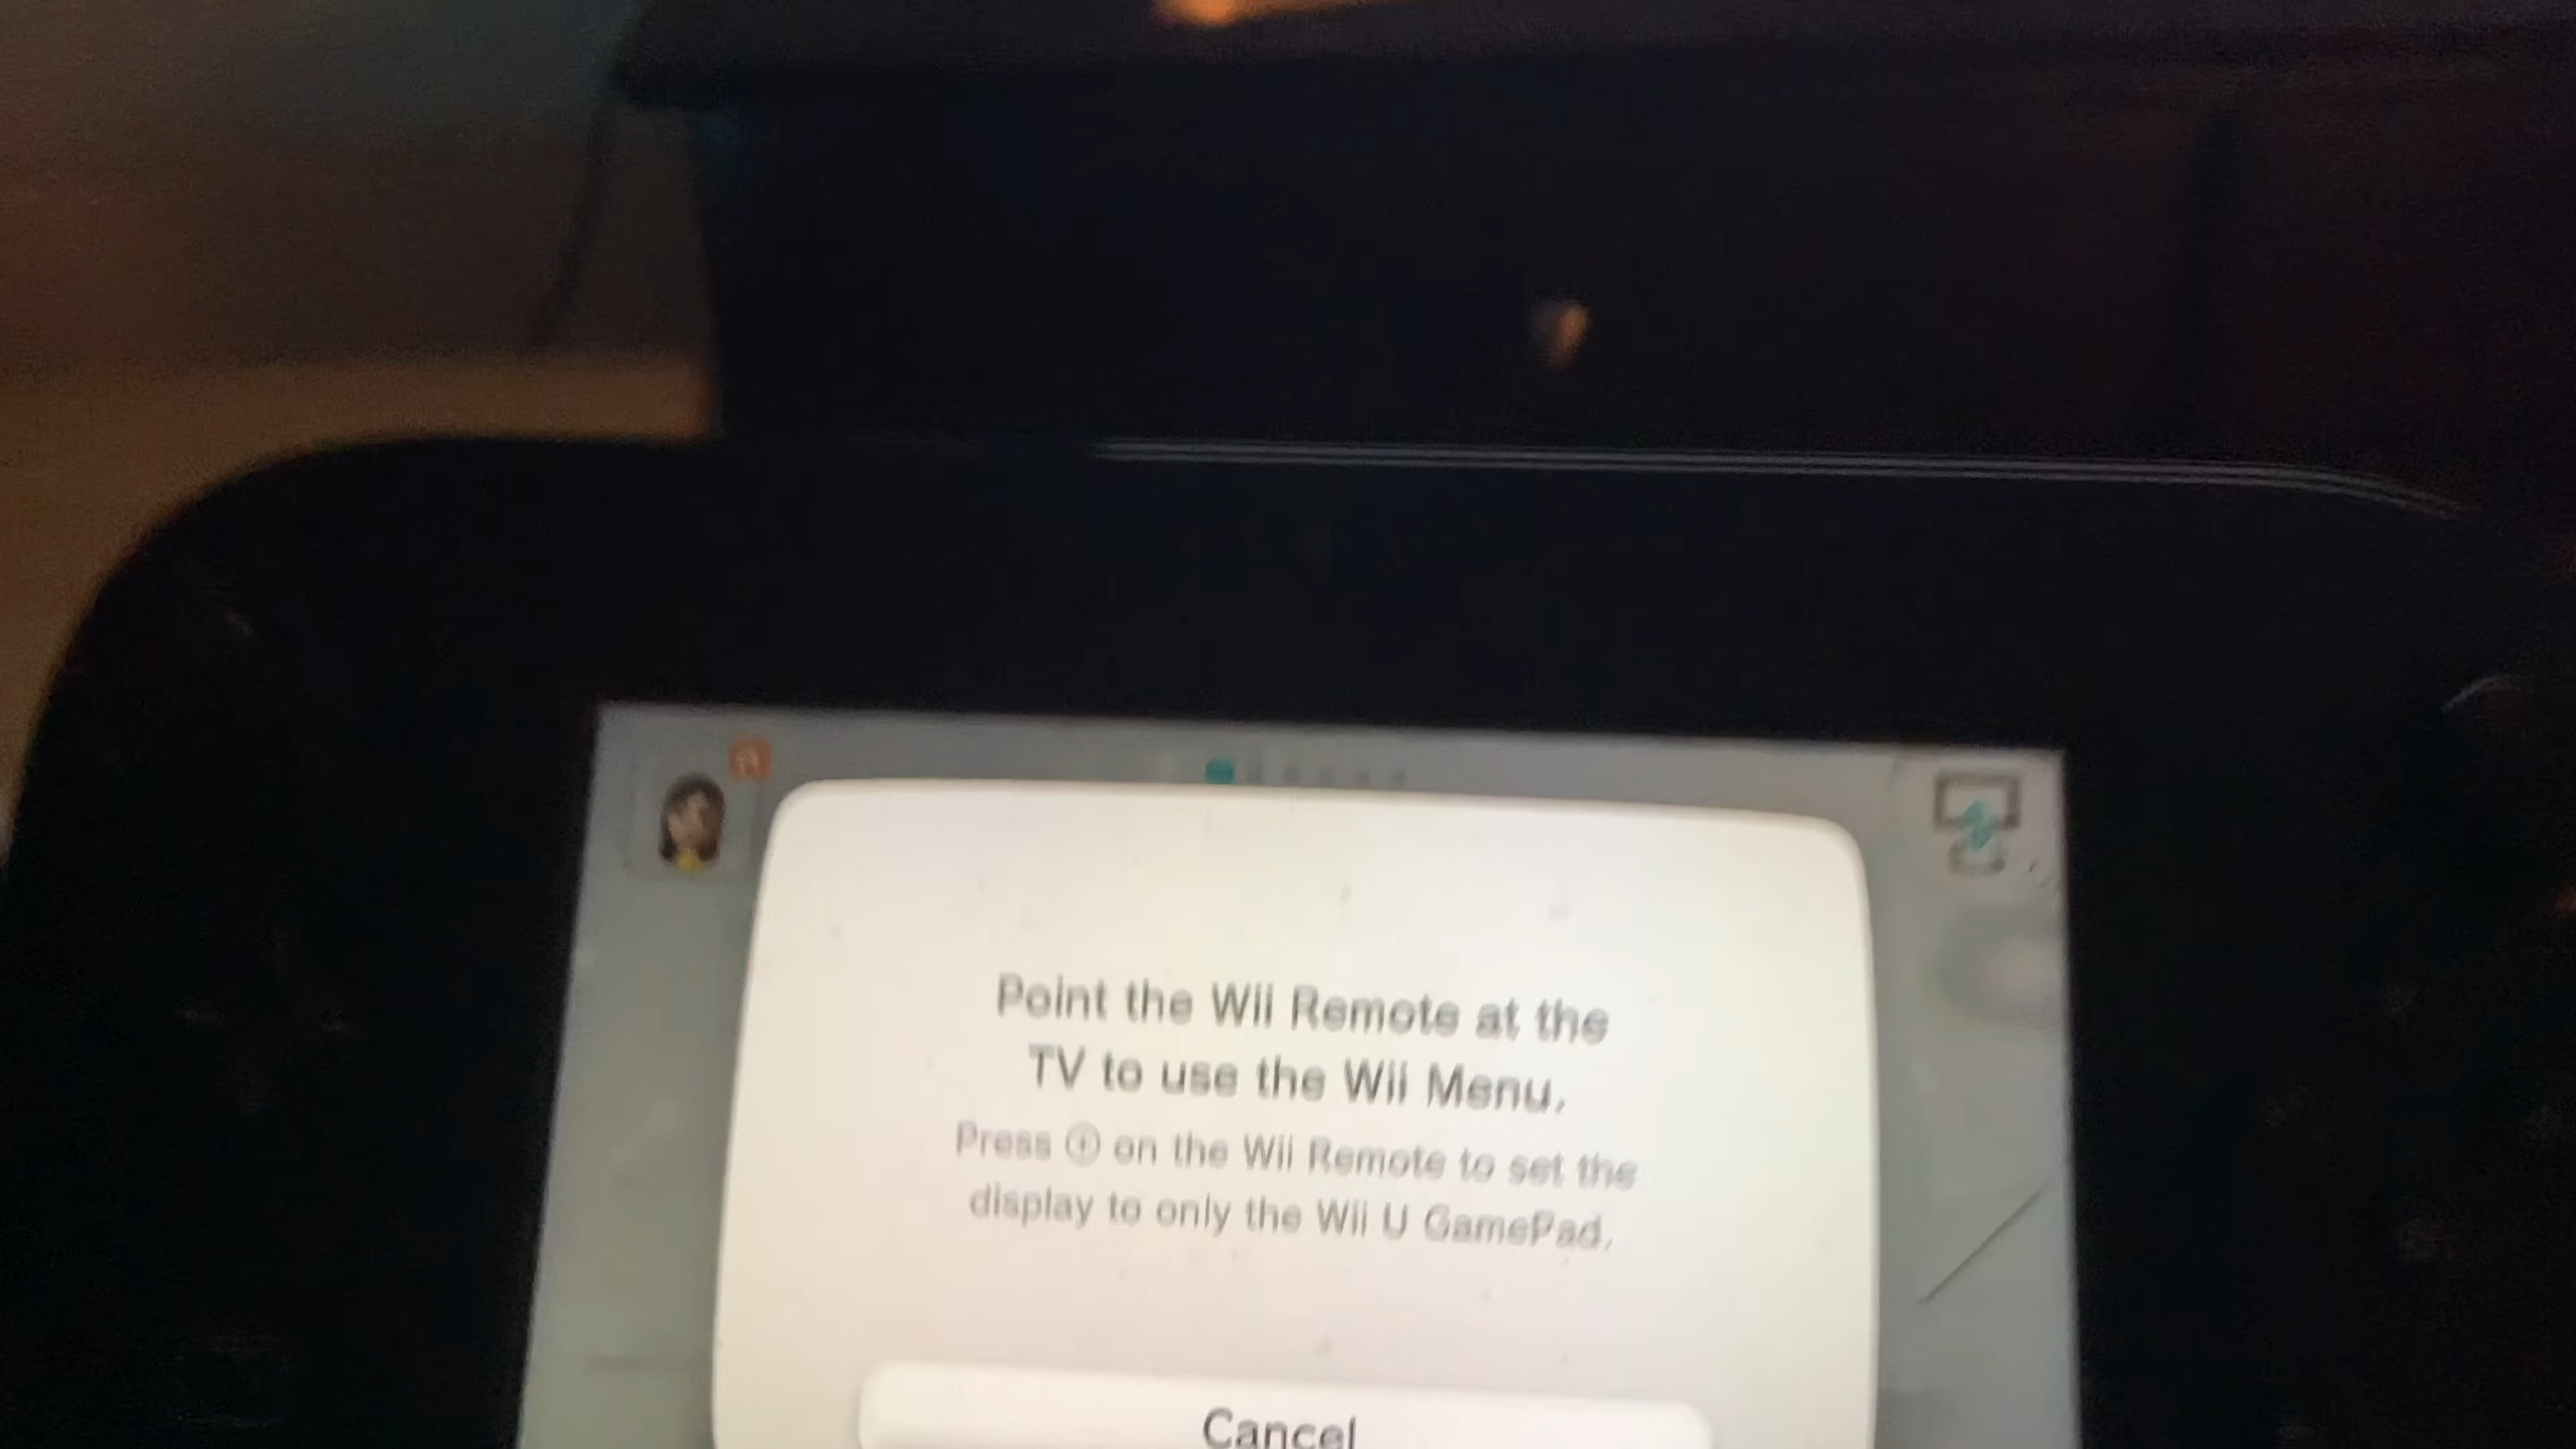 Point the Wii Remote at the
TV to use the Wii Menu.
Press ⊕ on the Wii Remote to set the
display to only the Wii U GamePad.
Cancel